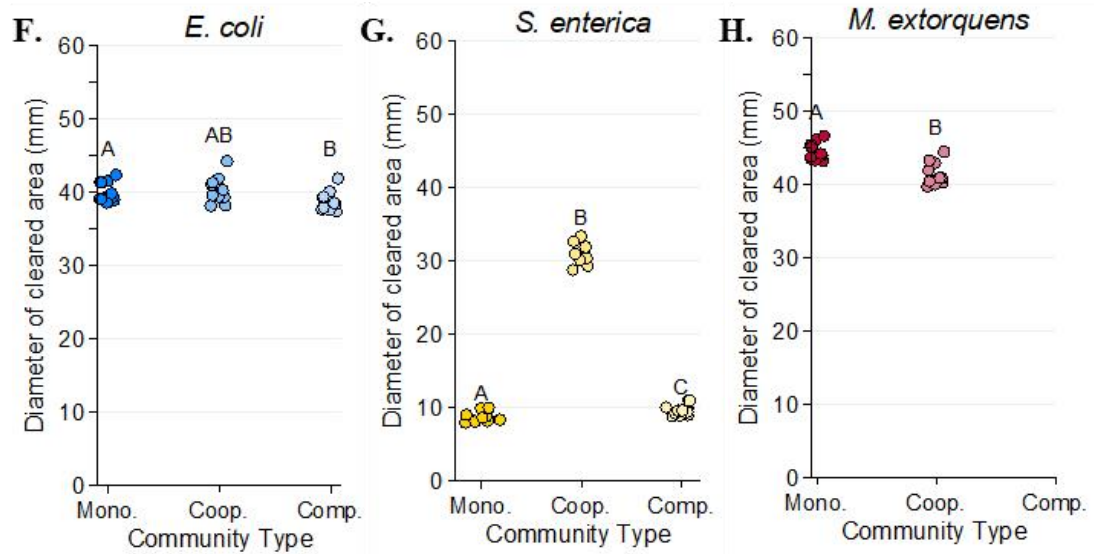 F.
E. coli
Diameter of cleared area (mm)
60
50
40
30
20
10
0
A
AB
B
Mono.
Coop.
Comp.
Community Type
G.
S. enterica
Diameter of cleared area (mm)
60
50
40
30
20
10
0
A
B
C
Mono.
Coop.
Comp.
Community Type
H.
M. extorquens
Diameter of cleared area (mm)
60
50
40
30
20
10
0
A
B
Mono.
Coop.
Comp.
Community Type